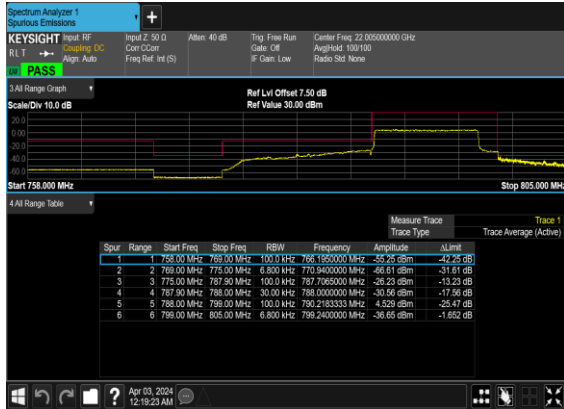 Spectrum Analyzer 1
Spurious Emissions
+
KEYSIGHT Input: RF Input Z: 50 Ω Atten: 40 dB Trig: Free Run Center Freq: 22.005000000 GHz
RLT Coupling: DC Corr CCorr Gate: Off Avg|Hold: 100/100
Align: Auto Freq Ref: Int (S) IF Gain: Low Radio Std: None
PASS
3 All Range Graph Ref Lvl Offset 7.50 dB
Scale/Div 10.0 dB Ref Value 30.00 dBm
20.0
0.00
-20.0
-40.0
-60.0
Start 758.000 MHz Stop 805.000 MHz
4 All Range Table
Measure Trace Trace 1
Trace Type Trace Average (Active)
Spur Range Start Freq Stop Freq RBW Frequency Amplitude ΔLimit
1 1 758.00 MHz 769.00 MHz 100.0 kHz 766.1950000 MHz -55.25 dBm -42.25 dB
2 2 769.00 MHz 775.00 MHz 6.800 kHz 770.9400000 MHz -66.61 dBm -31.61 dB
3 3 775.00 MHz 787.90 MHz 100.0 kHz 787.7065000 MHz -26.23 dBm -13.23 dB
4 4 787.90 MHz 788.00 MHz 30.00 kHz 788.0000000 MHz -30.56 dBm -17.56 dB
5 5 788.00 MHz 799.00 MHz 100.0 kHz 790.2183333 MHz 4.529 dBm -25.47 dB
6 6 799.00 MHz 805.00 MHz 6.800 kHz 799.2400000 MHz -36.65 dBm -1.652 dB
? Apr 03, 2024
12:19:23 AM